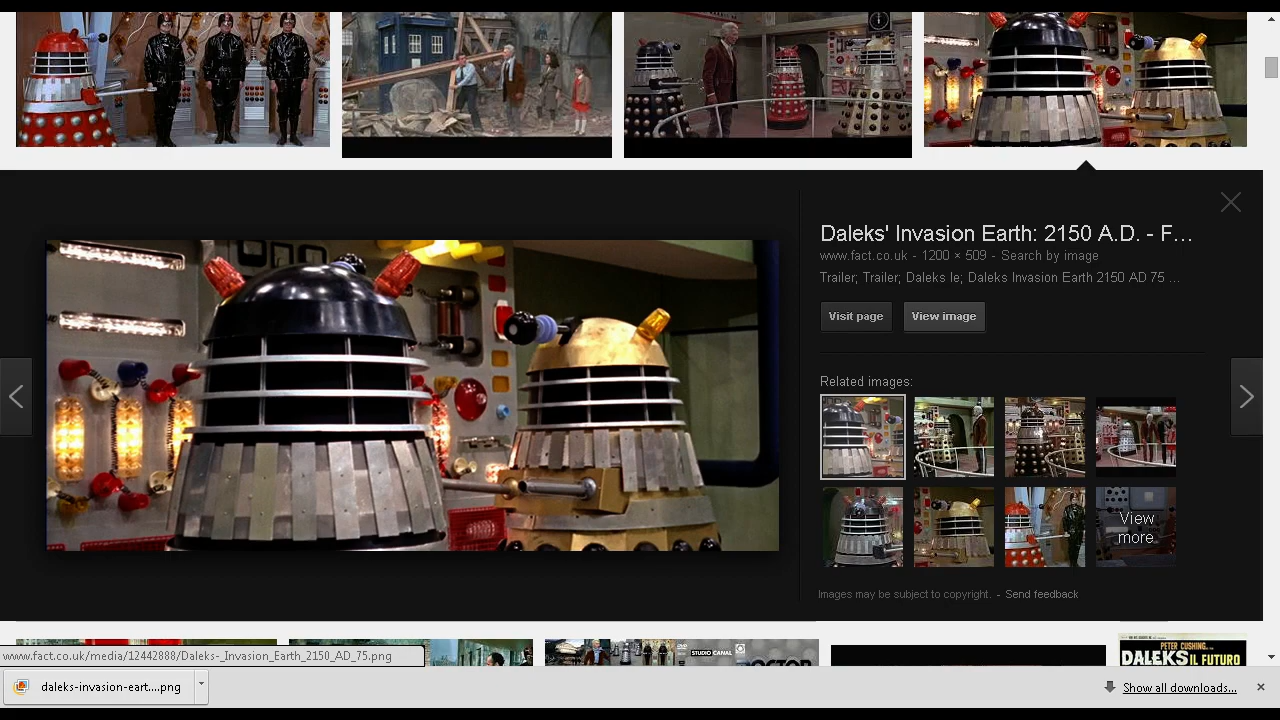 Daleks' Invasion Earth: 2150 A.D. - F...
www.fact.co.uk - 1200 × 509 - Search by image
Trailer; Trailer; Daleks Ie; Daleks Invasion Earth 2150 AD 75 ...
Visit page
View image
Related images:
View
more
Images may be subject to copyright. - Send feedback
STUDIO CANAL
PETER CUSHING
DALEKS IL FUTURO
www.fact.co.uk/media/12442888/Daleks-_Invasion_Earth_2150_AD_75.png
daleks-invasion-eart....png
Show all downloads...